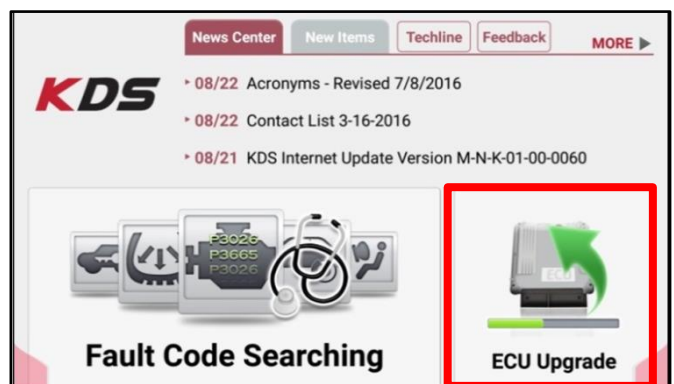 News Center New Items Techline Feedback MORE
KDS
08/22 Acronyms - Revised 7/8/2016
08/22 Contact List 3-16-2016
08/21 KDS Internet Update Version M-N-K-01-00-0060
P3026
P3665
P3026
ECU
Fault Code Searching
ECU Upgrade